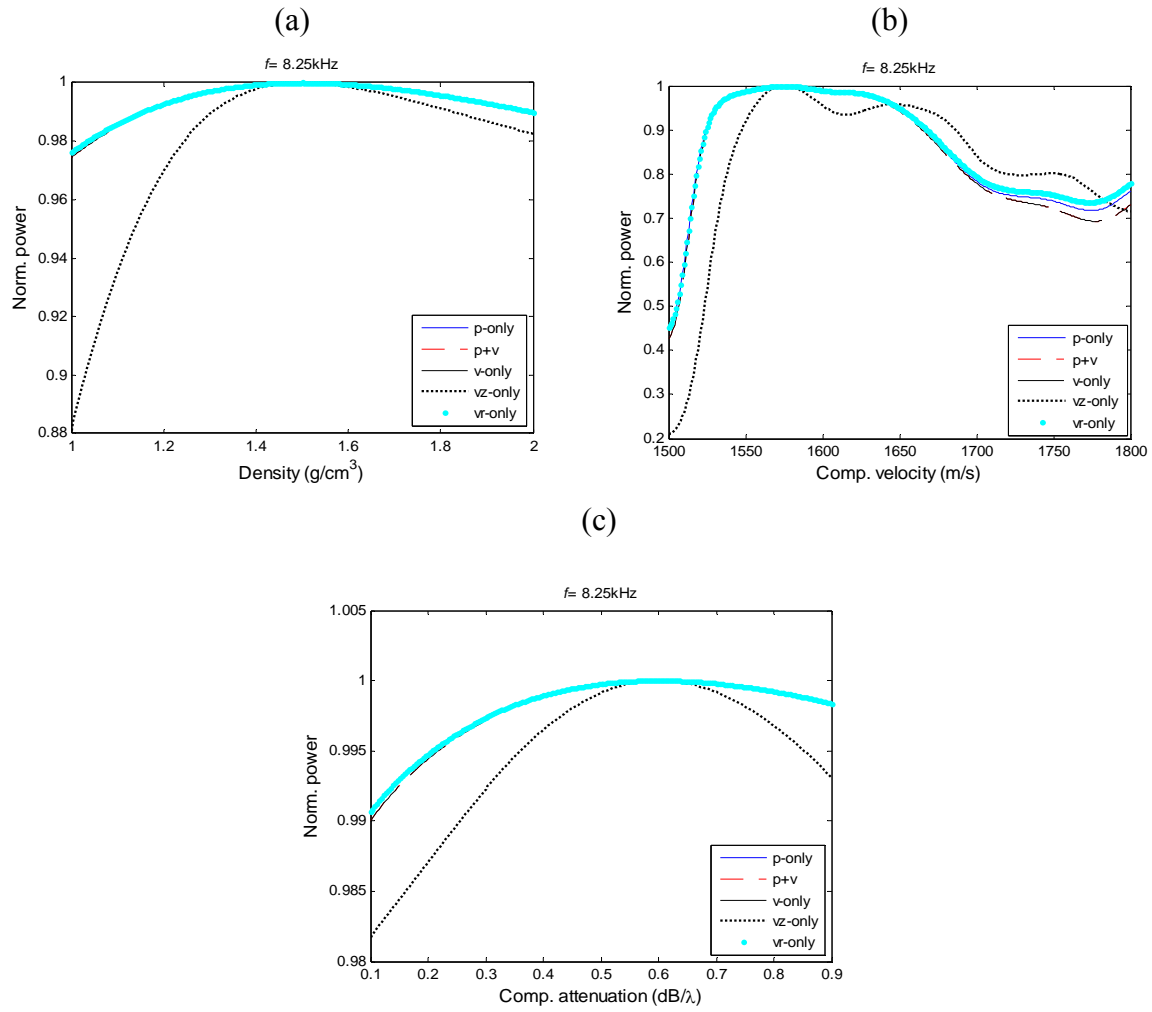 (a)
f= 8.25kHz
Norm. power
1
0.98
0.96
0.94
0.92
0.9
0.88
1
1.2
1.4
1.6
1.8
2
Density (g/cm³)
p-only
p+v
v-only
vz-only
vr-only
(b)
f= 8.25kHz
Norm. power
1
0.9
0.8
0.7
0.6
0.5
0.4
0.3
0.2
1500
1550
1600
1650
1700
1750
1800
Comp. velocity (m/s)
p-only
p+v
v-only
vz-only
vr-only
(c)
f= 8.25kHz
Norm. power
1.005
1
0.995
0.99
0.985
0.98
0.1
0.2
0.3
0.4
0.5
0.6
0.7
0.8
0.9
Comp. attenuation (dB/λ)
p-only
p+v
v-only
vz-only
vr-only